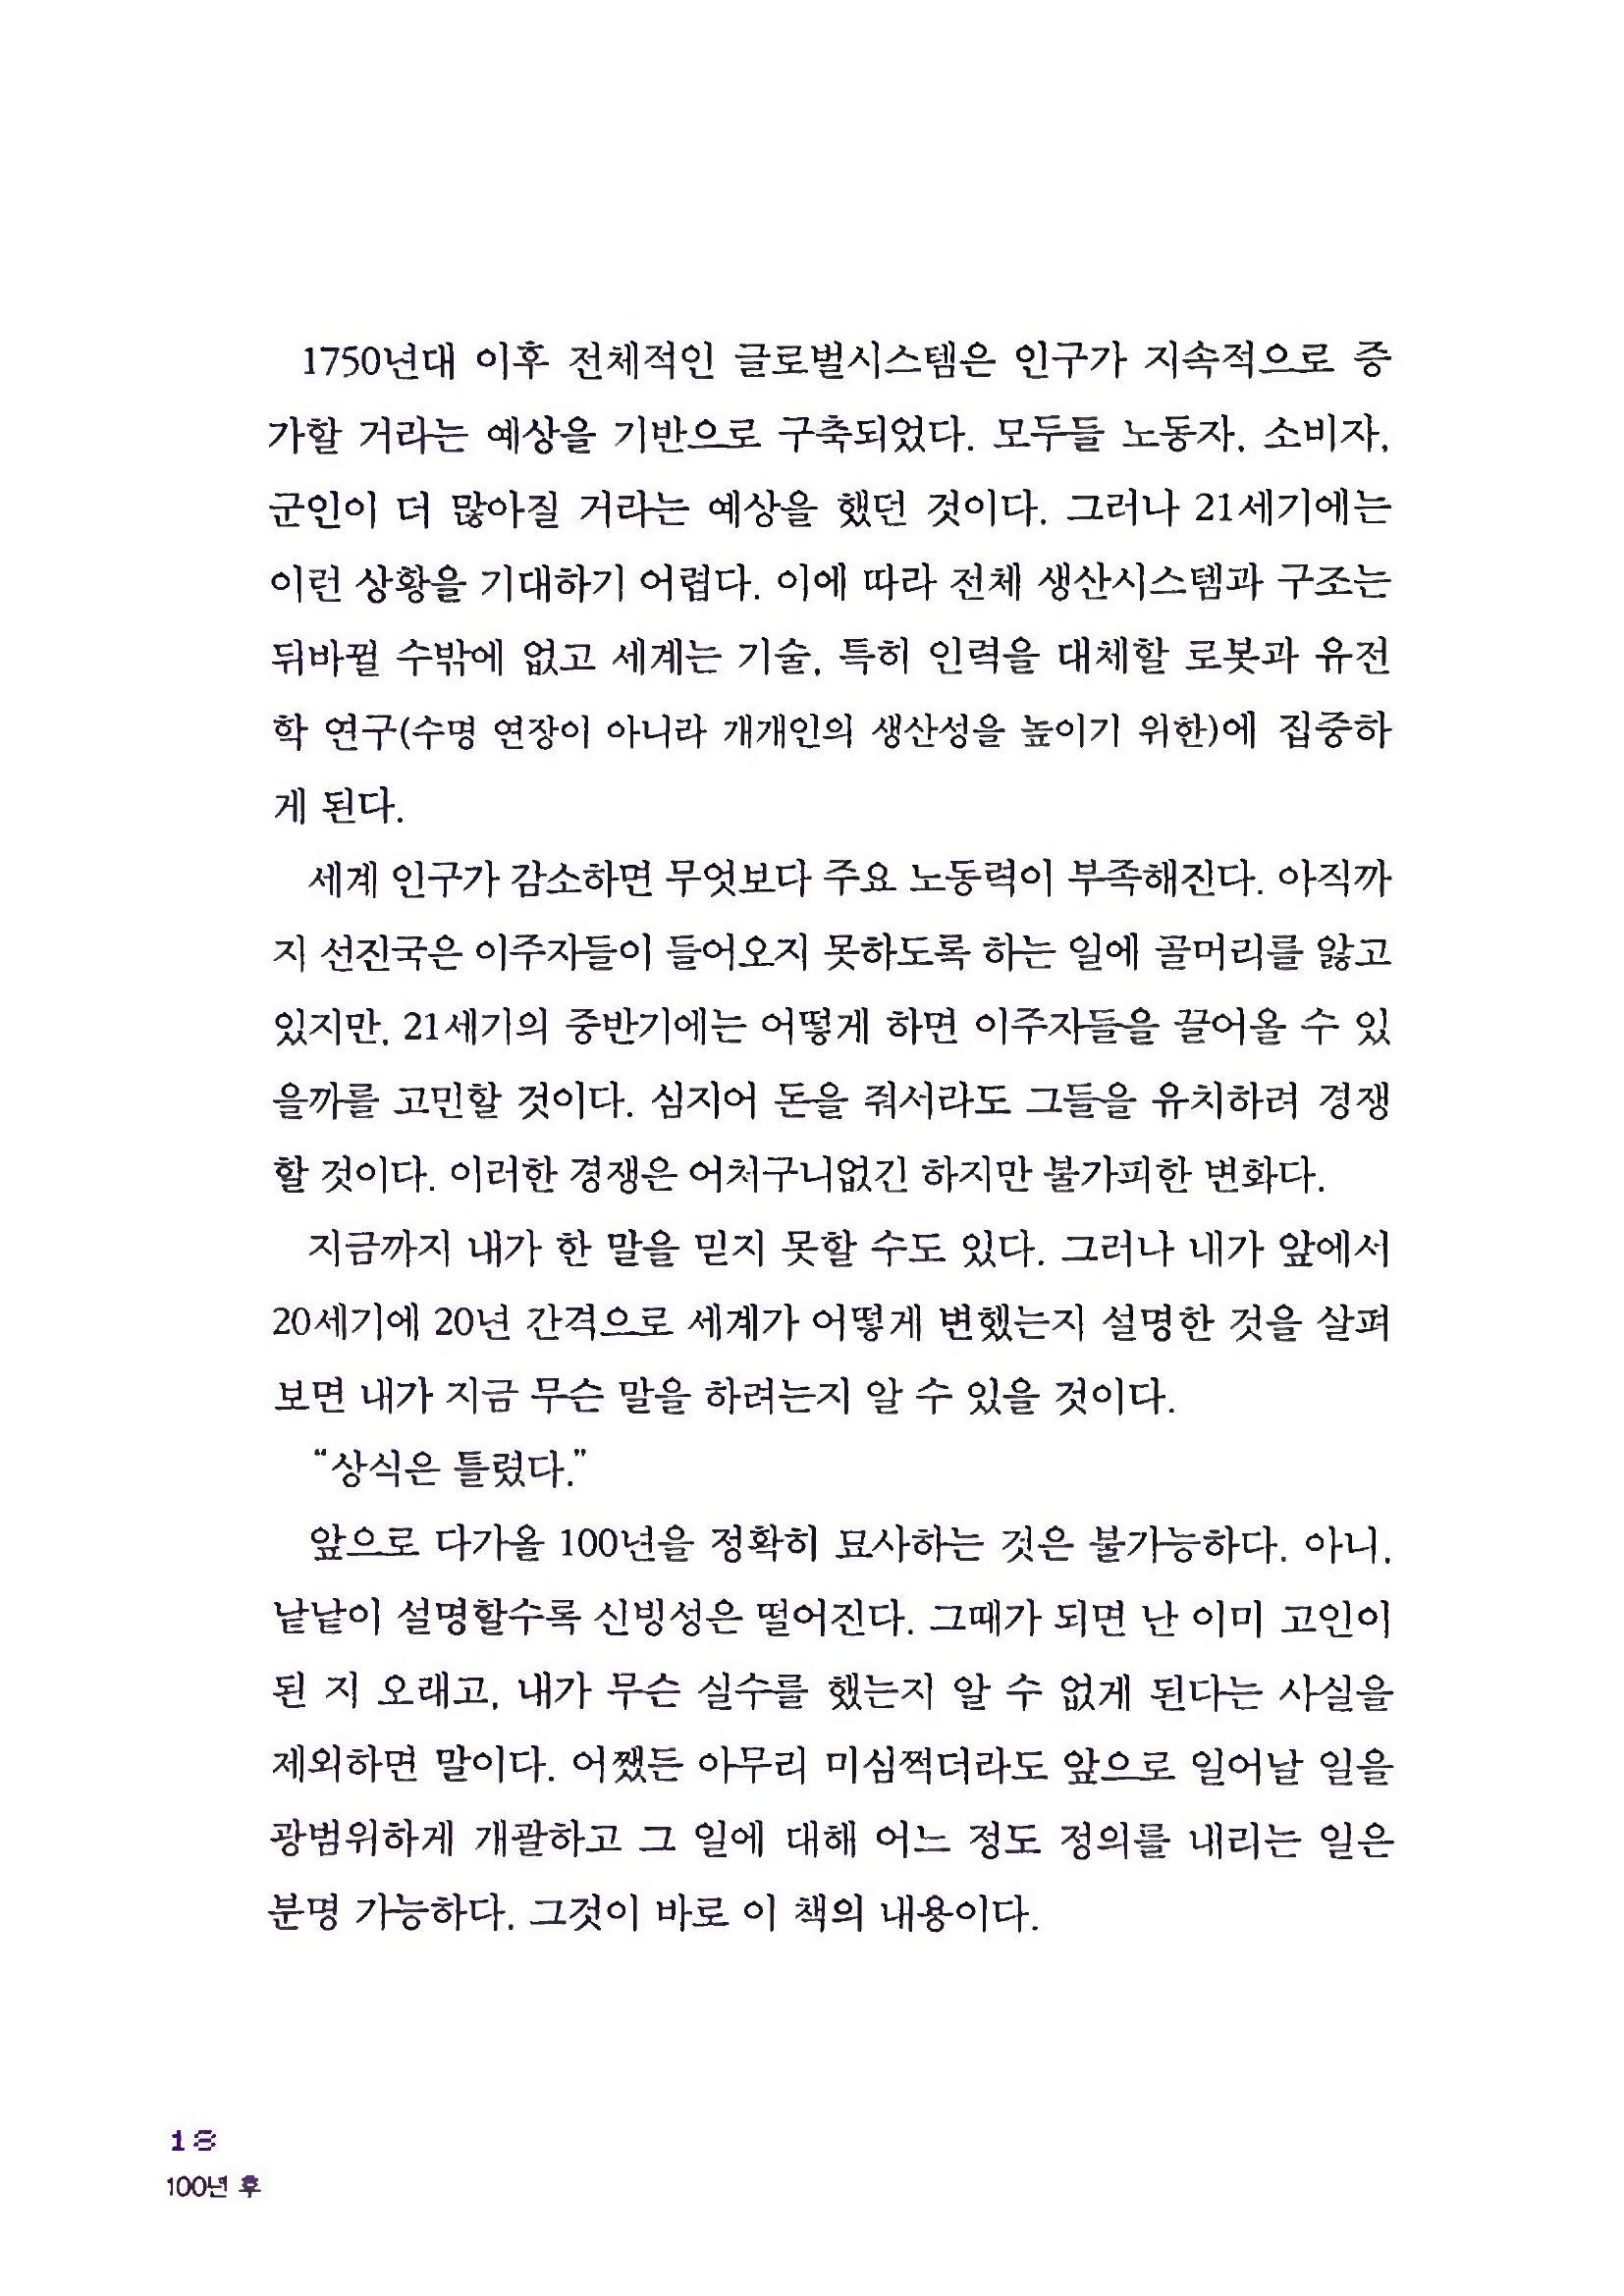 1750년대 이후 전체적인 글로벌시스템은 인구가 지속적으로 증
가할 거라는 예상을 기반으로 구축되었다. 모두들 노동자, 소비자,
군인이 더 많아질 거라는 예상을 했던 것이다. 그러나 21세기에는
이런 상황을 기대하기 어렵다. 이에 따라 전체 생산시스템과 구조는
뒤바뀔 수밖에 없고 세계는 기술, 특히 인력을 대체할 로봇과 유전
학 연구(수명 연장이 아니라 개개인의 생산성을 높이기 위한)에 집중하
게 된다.
세계 인구가 감소하면 무엇보다 주요 노동력이 부족해진다. 아직까
지 선진국은 이주자들이 들어오지 못하도록 하는 일에 골머리를 앓고
있지만, 21세기의 중반기에는 어떻게 하면 이주자들을 끌어올 수 있
을까를 고민할 것이다. 심지어 돈을 줘서라도 그들을 유치하려 경쟁
할 것이다. 이러한 경쟁은 어처구니없긴 하지만 불가피한 변화다.
지금까지 내가 한 말을 믿지 못할 수도 있다. 그러나 내가 앞에서
20세기에 20년 간격으로 세계가 어떻게 변했는지 설명한 것을 살펴
보면 내가 지금 무슨 말을 하려는지 알 수 있을 것이다.
“상식은 틀렸다.”
앞으로 다가올 100년을 정확히 묘사하는 것은 불가능하다. 아니,
낱낱이 설명할수록 신빙성은 떨어진다. 그때가 되면 난 이미 고인이
된 지 오래고, 내가 무슨 실수를 했는지 알 수 없게 된다는 사실을
제외하면 말이다. 어쨌든 아무리 미심쩍더라도 앞으로 일어날 일을
광범위하게 개괄하고 그 일에 대해 어느 정도 정의를 내리는 일은
분명 가능하다. 그것이 바로 이 책의 내용이다.
18
100년 후